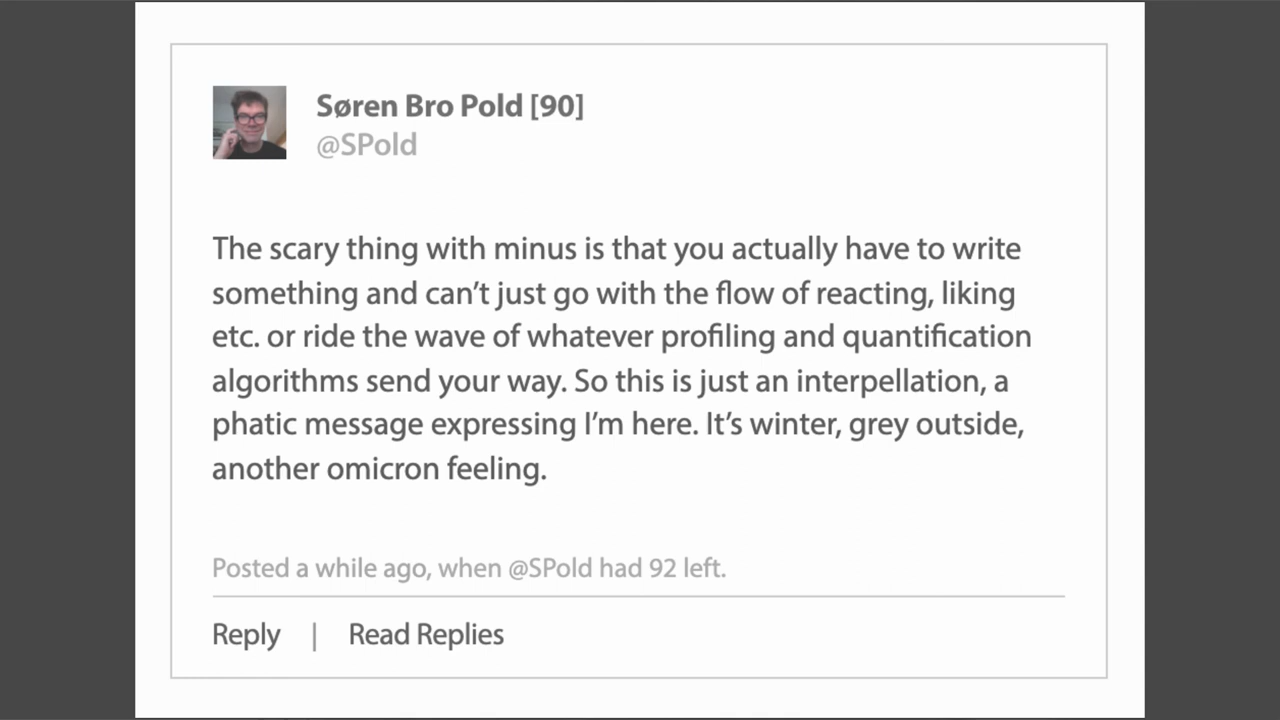 Søren Bro Pold [90]
@SPold
The scary thing with minus is that you actually have to write
something and can’t just go with the flow of reacting, liking
etc. or ride the wave of whatever profiling and quantification
algorithms send your way. So this is just an interpellation, a
phatic message expressing I’m here. It’s winter, grey outside,
another omicron feeling.
Posted a while ago, when @SPold had 92 left.
Reply | Read Replies